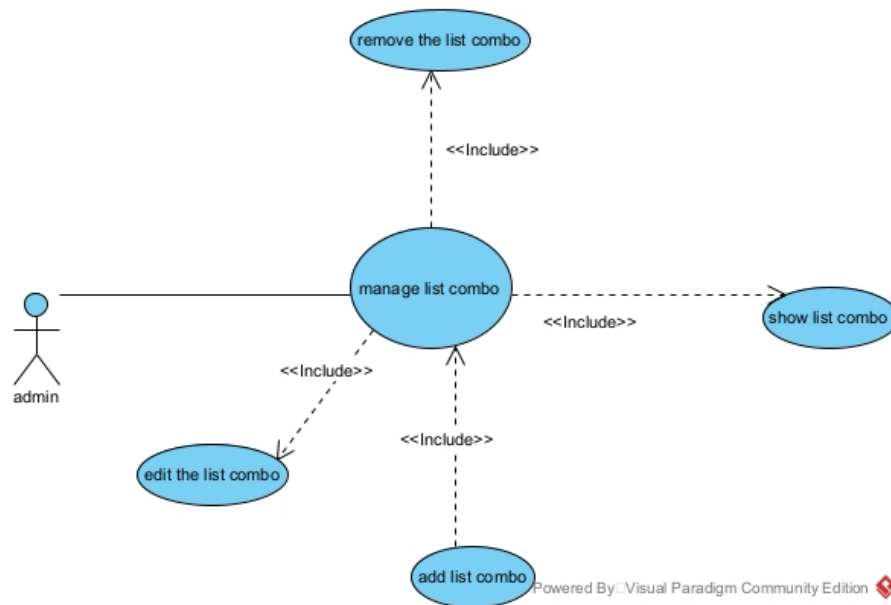 remove the list combo
<<Include>>
manage list combo
<<Include>>
show list combo
admin
<<Include>>
<<Include>>
edit the list combo
add list combo
Powered By Visual Paradigm Community Edition